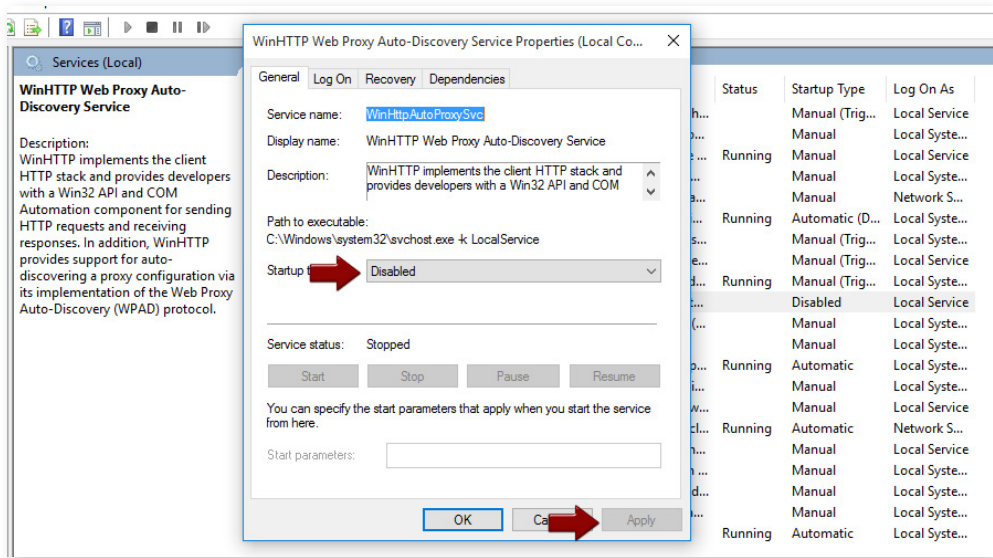 Services (Local)
WinHTTP Web Proxy Auto-
Discovery Service
Description:
WinHTTP implements the client
HTTP stack and provides developers
with a Win32 API and COM
Automation component for sending
HTTP requests and receiving
responses. In addition, WinHTTP
provides support for auto-
discovering a proxy configuration via
its implementation of the Web Proxy
Auto-Discovery (WPAD) protocol.
WinHTTP Web Proxy Auto-Discovery Service Properties (Local Co...
General Log On Recovery Dependencies
Service name: WinHttpAutoProxySvc
Display name: WinHTTP Web Proxy Auto-Discovery Service
Description: WinHTTP implements the client HTTP stack and
provides developers with a Win32 API and COM
Path to executable:
C:\Windows\system32\svchost.exe -k LocalService
Startup Disabled
Service status: Stopped
Start Stop Pause Resume
You can specify the start parameters that apply when you start the service
from here.
Start parameters:
OK Apply
Status Startup Type Log On As
Manual (Trig... Local Service
Manual Local Syste...
Running Manual Local Service
Manual Local Syste...
Manual Network S...
Running Automatic (D... Local Syste...
Manual (Trig... Local Syste...
Manual (Trig... Local Syste...
Running Manual (Trig... Local Syste...
Disabled Local Service
Manual Local Syste...
Manual Local Syste...
Running Automatic Local Syste...
Manual Local Syste...
Manual Local Service
Running Automatic Network S...
Manual Local Service
Manual Local Syste...
Manual Local Syste...
Manual Local Syste...
Running Automatic Local Syste...